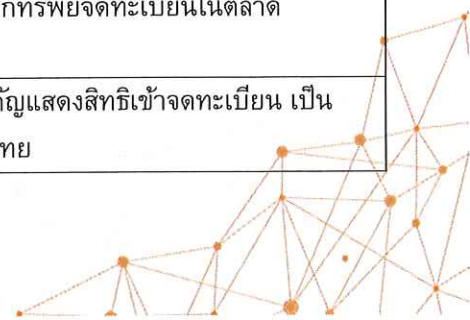 กทรัพย์จดทะเบียนในตลาด
คัญแสดงสิทธิเข้าจดทะเบียน เป็น
ทย